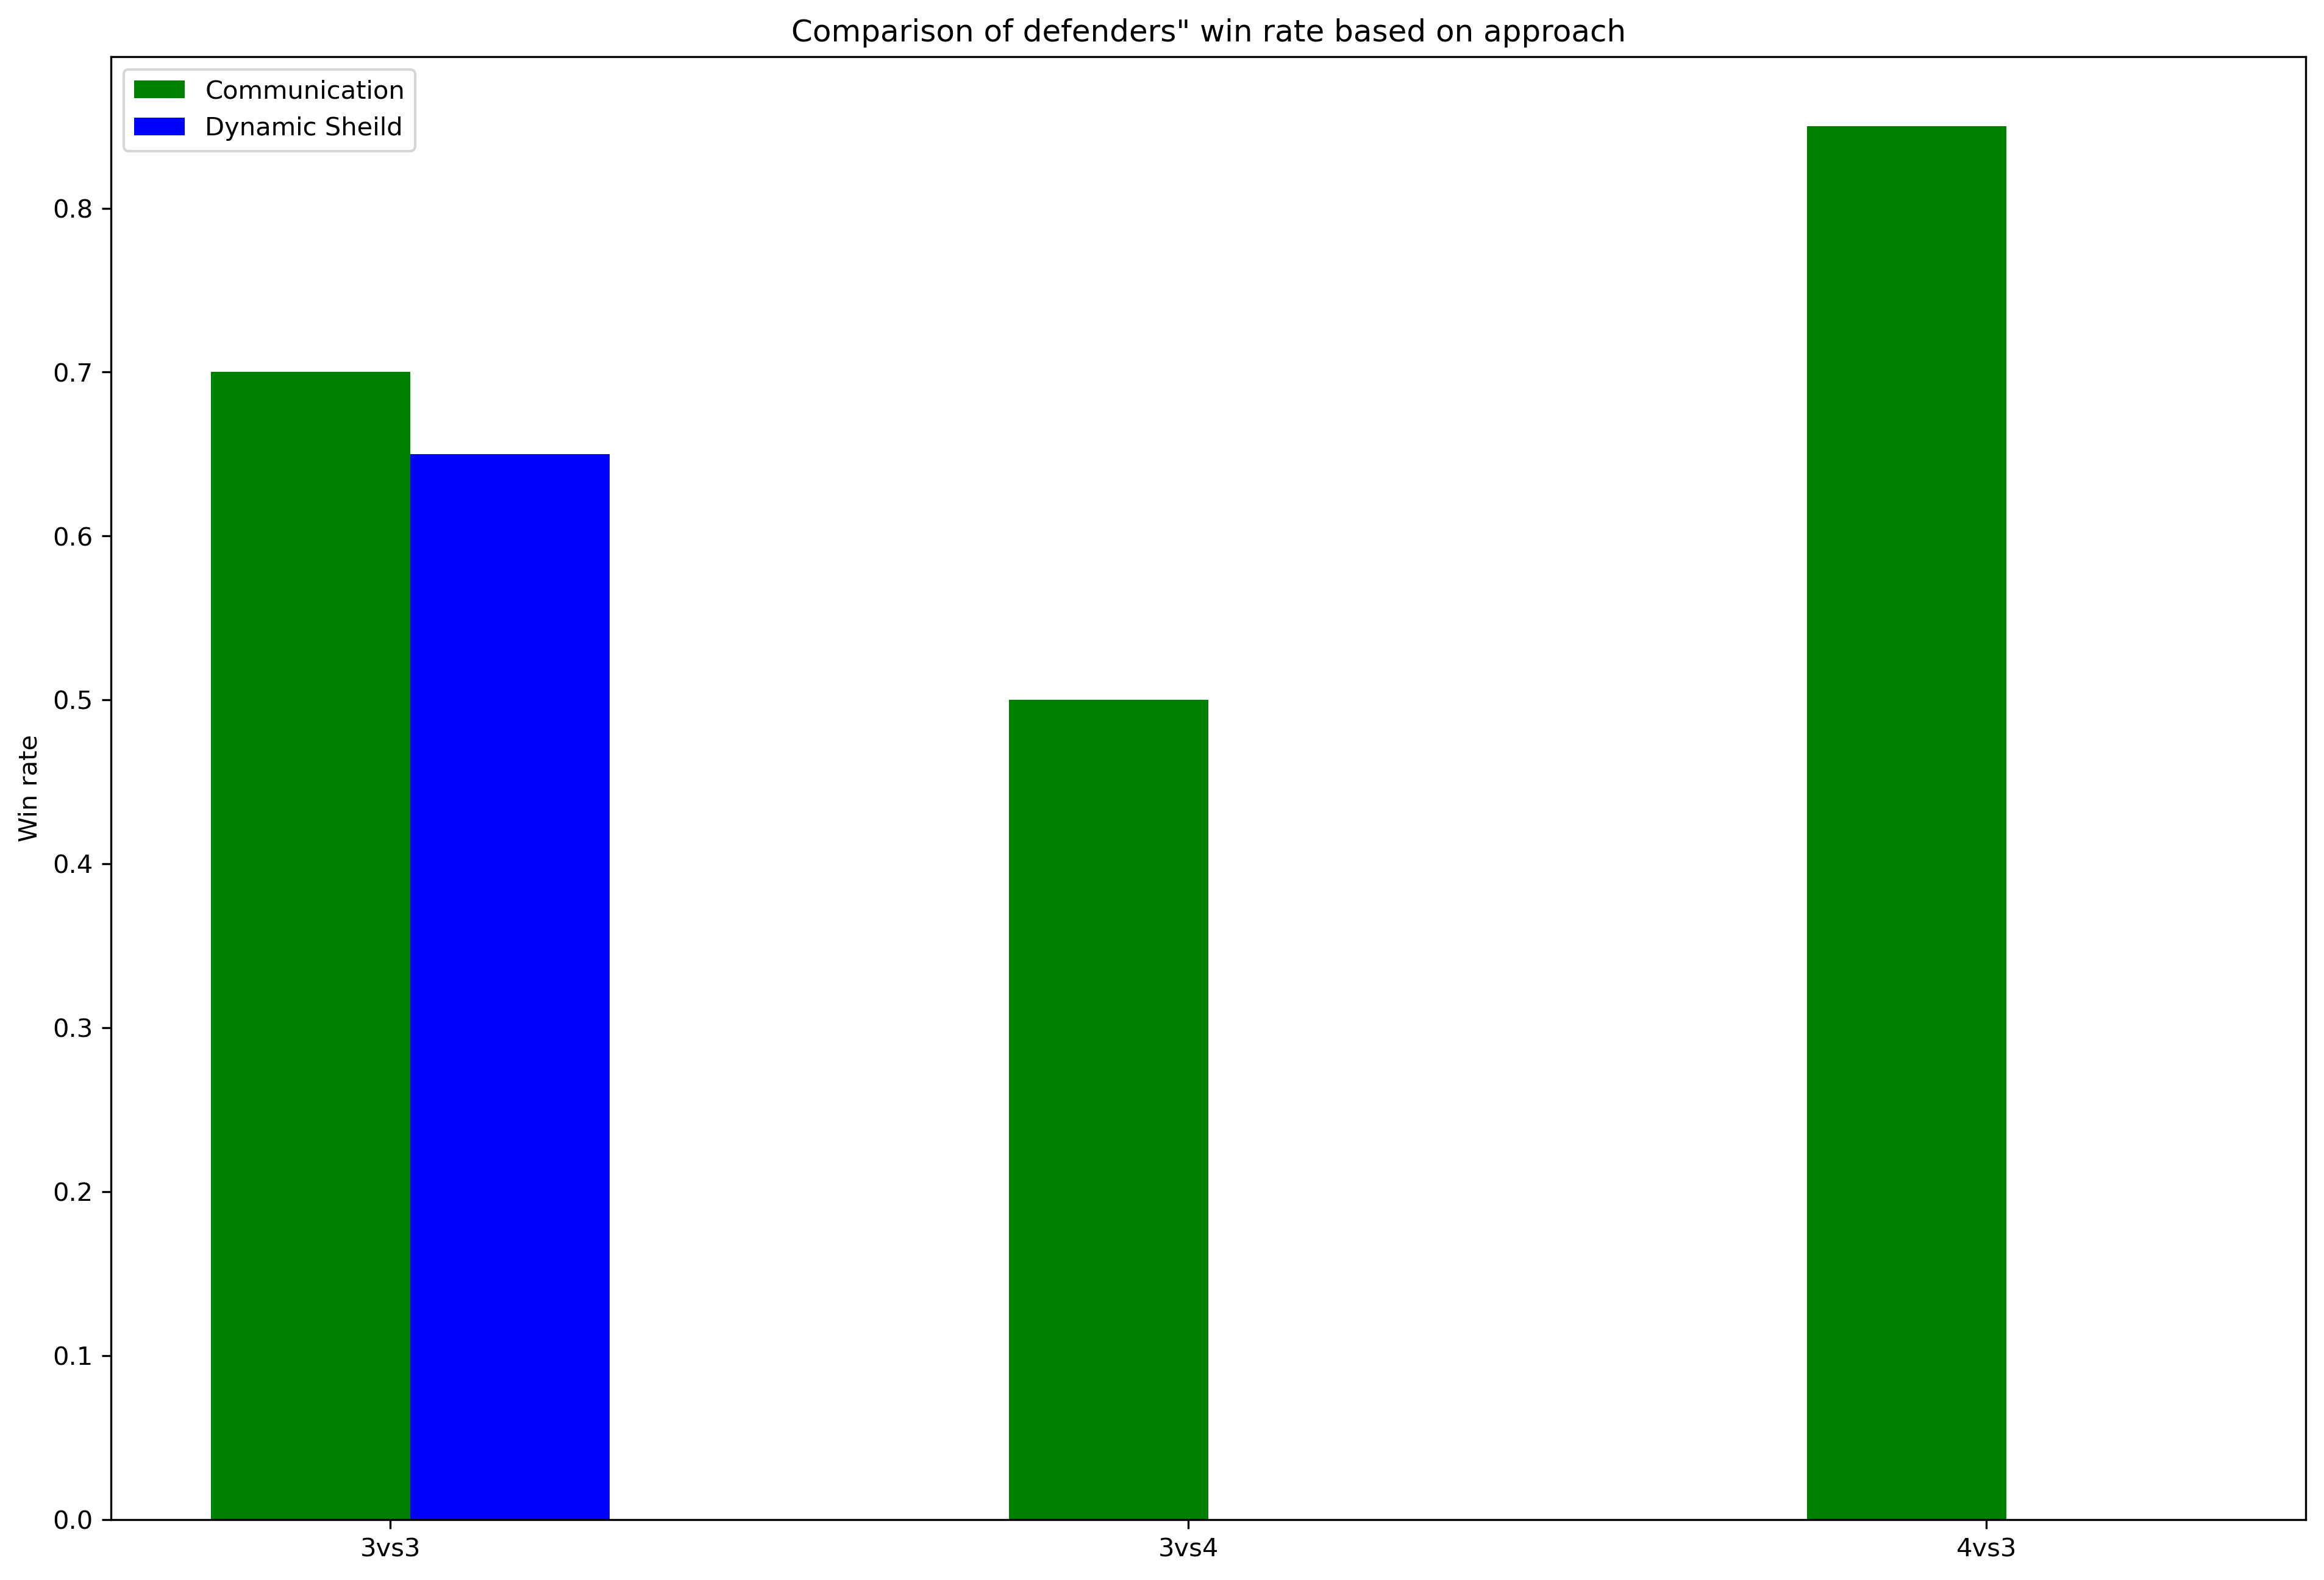 Comparison of defenders" win rate based on approach
Communication
Dynamic Sheild
Win rate
0.8
0.7
0.6
0.5
0.4
0.3
0.2
0.1
0.0
3vs3
3vs4
4vs3